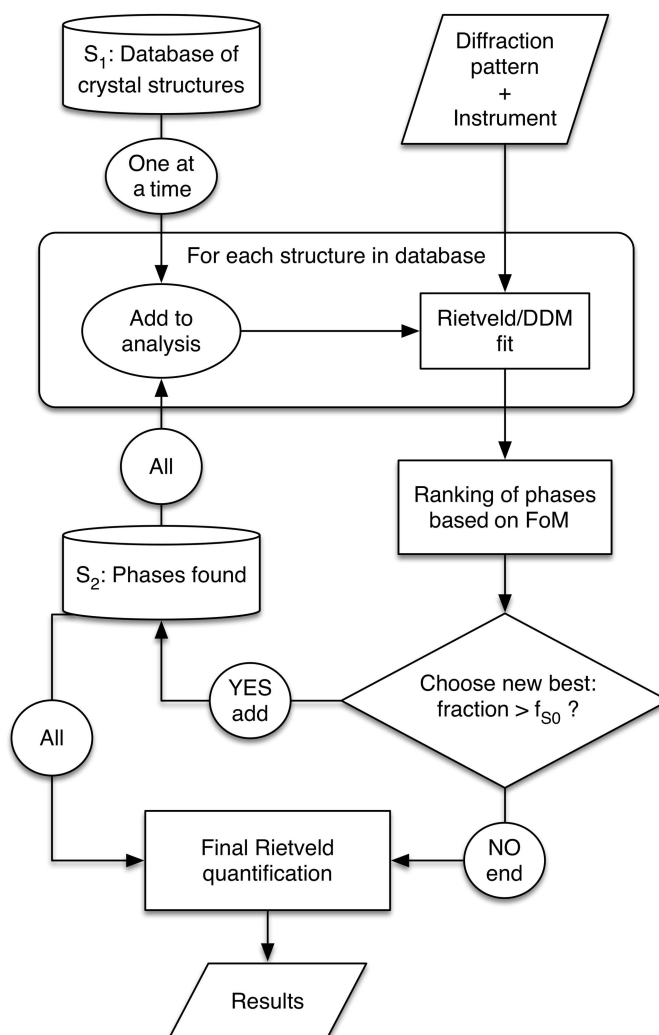 S₁: Database of
crystal structures
Diffraction
pattern
+
Instrument
One at
a time
For each structure in database
Add to
analysis
Rietveld/DDM
fit
All
Ranking of phases
based on FoM
S₂: Phases found
YES
add
Choose new best:
fraction > fS0 ?
All
Final Rietveld
quantification
NO
end
Results